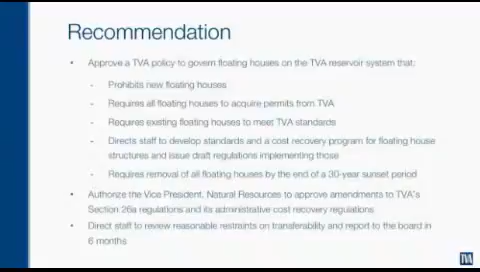 Recommendation
• Approve a TVA policy to govern floating houses on the TVA reservoir system that:
- Prohibits new floating houses
- Requires all floating houses to acquire permits from TVA
- Requires existing floating houses to meet TVA standards
- Directs staff to develop standards and a cost recovery program for floating house
structures and issue draft regulations implementing those
- Requires removal of all floating houses by the end of a 30-year sunset period
• Authorize the Vice President, Natural Resources to approve amendments to TVA's
Section 26a regulations and its administrative cost recovery regulations
• Direct staff to review reasonable restraints on transferability and report to the board in
6 months
TVA